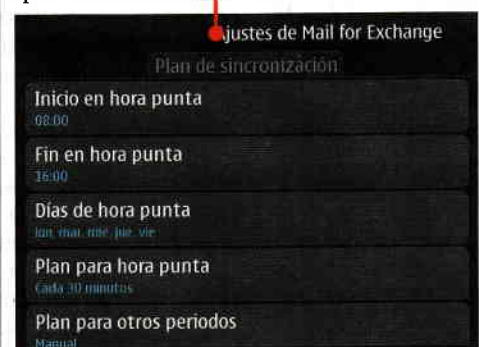 Ajustes de Mail for Exchange
Plan de sincronización
Inicio en hora punta
08:00
Fin en hora punta
16:00
Días de hora punta
lun, mar, mié, jue, vie
Plan para hora punta
Cada 30 minutos
Plan para otros periodos
Manual